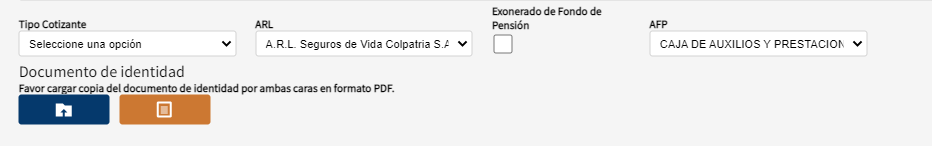 Tipo Cotizante
ARL
Exonerado de Fondo de
Pensión
AFP
Seleccione una opción
A.R.L. Seguros de Vida Colpatria S.A
CAJA DE AUXILIOS Y PRESTACION
Documento de identidad
Favor cargar copia del documento de identidad por ambas caras en formato PDF.